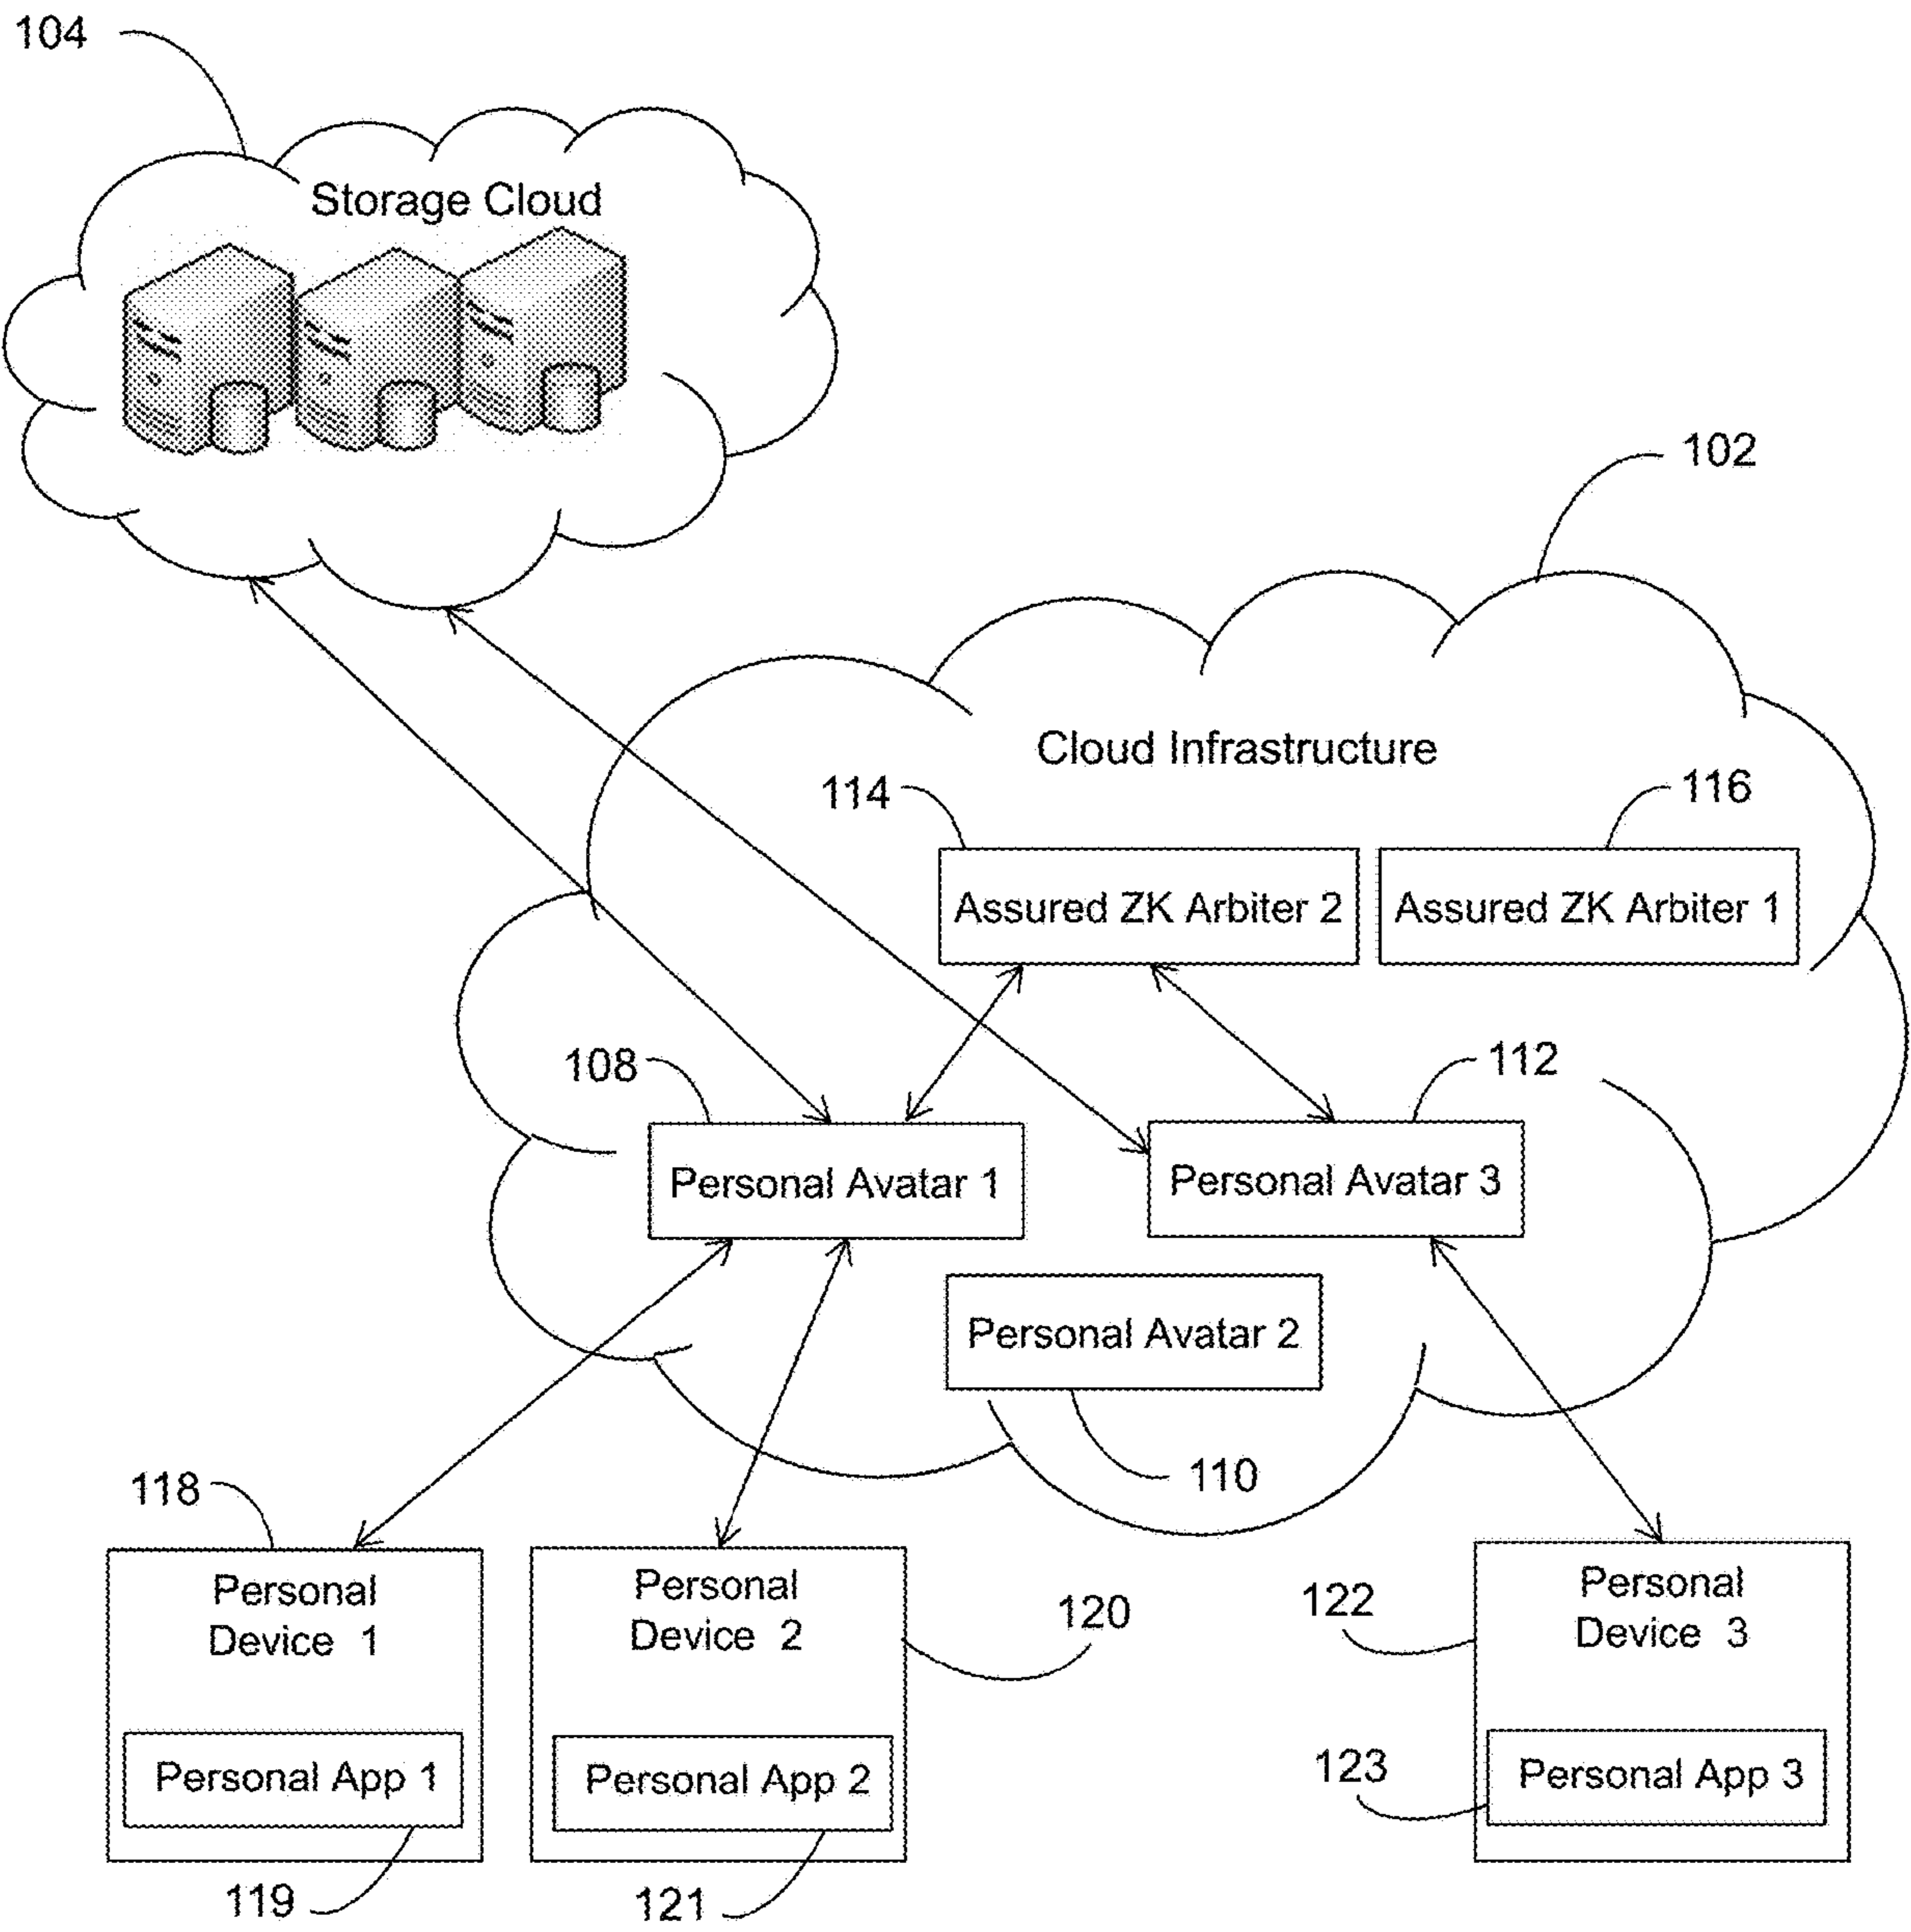 104
Storage Cloud
102
Cloud Infrastructure
114
116
Assured ZK Arbiter 2
Assured ZK Arbiter 1
108
112
Personal Avatar 1
Personal Avatar 3
Personal Avatar 2
110
118
Personal
Device 1
Personal
Device 2
120
122
Personal
Device 3
Personal App 1
Personal App 2
123
Personal App 3
119
121